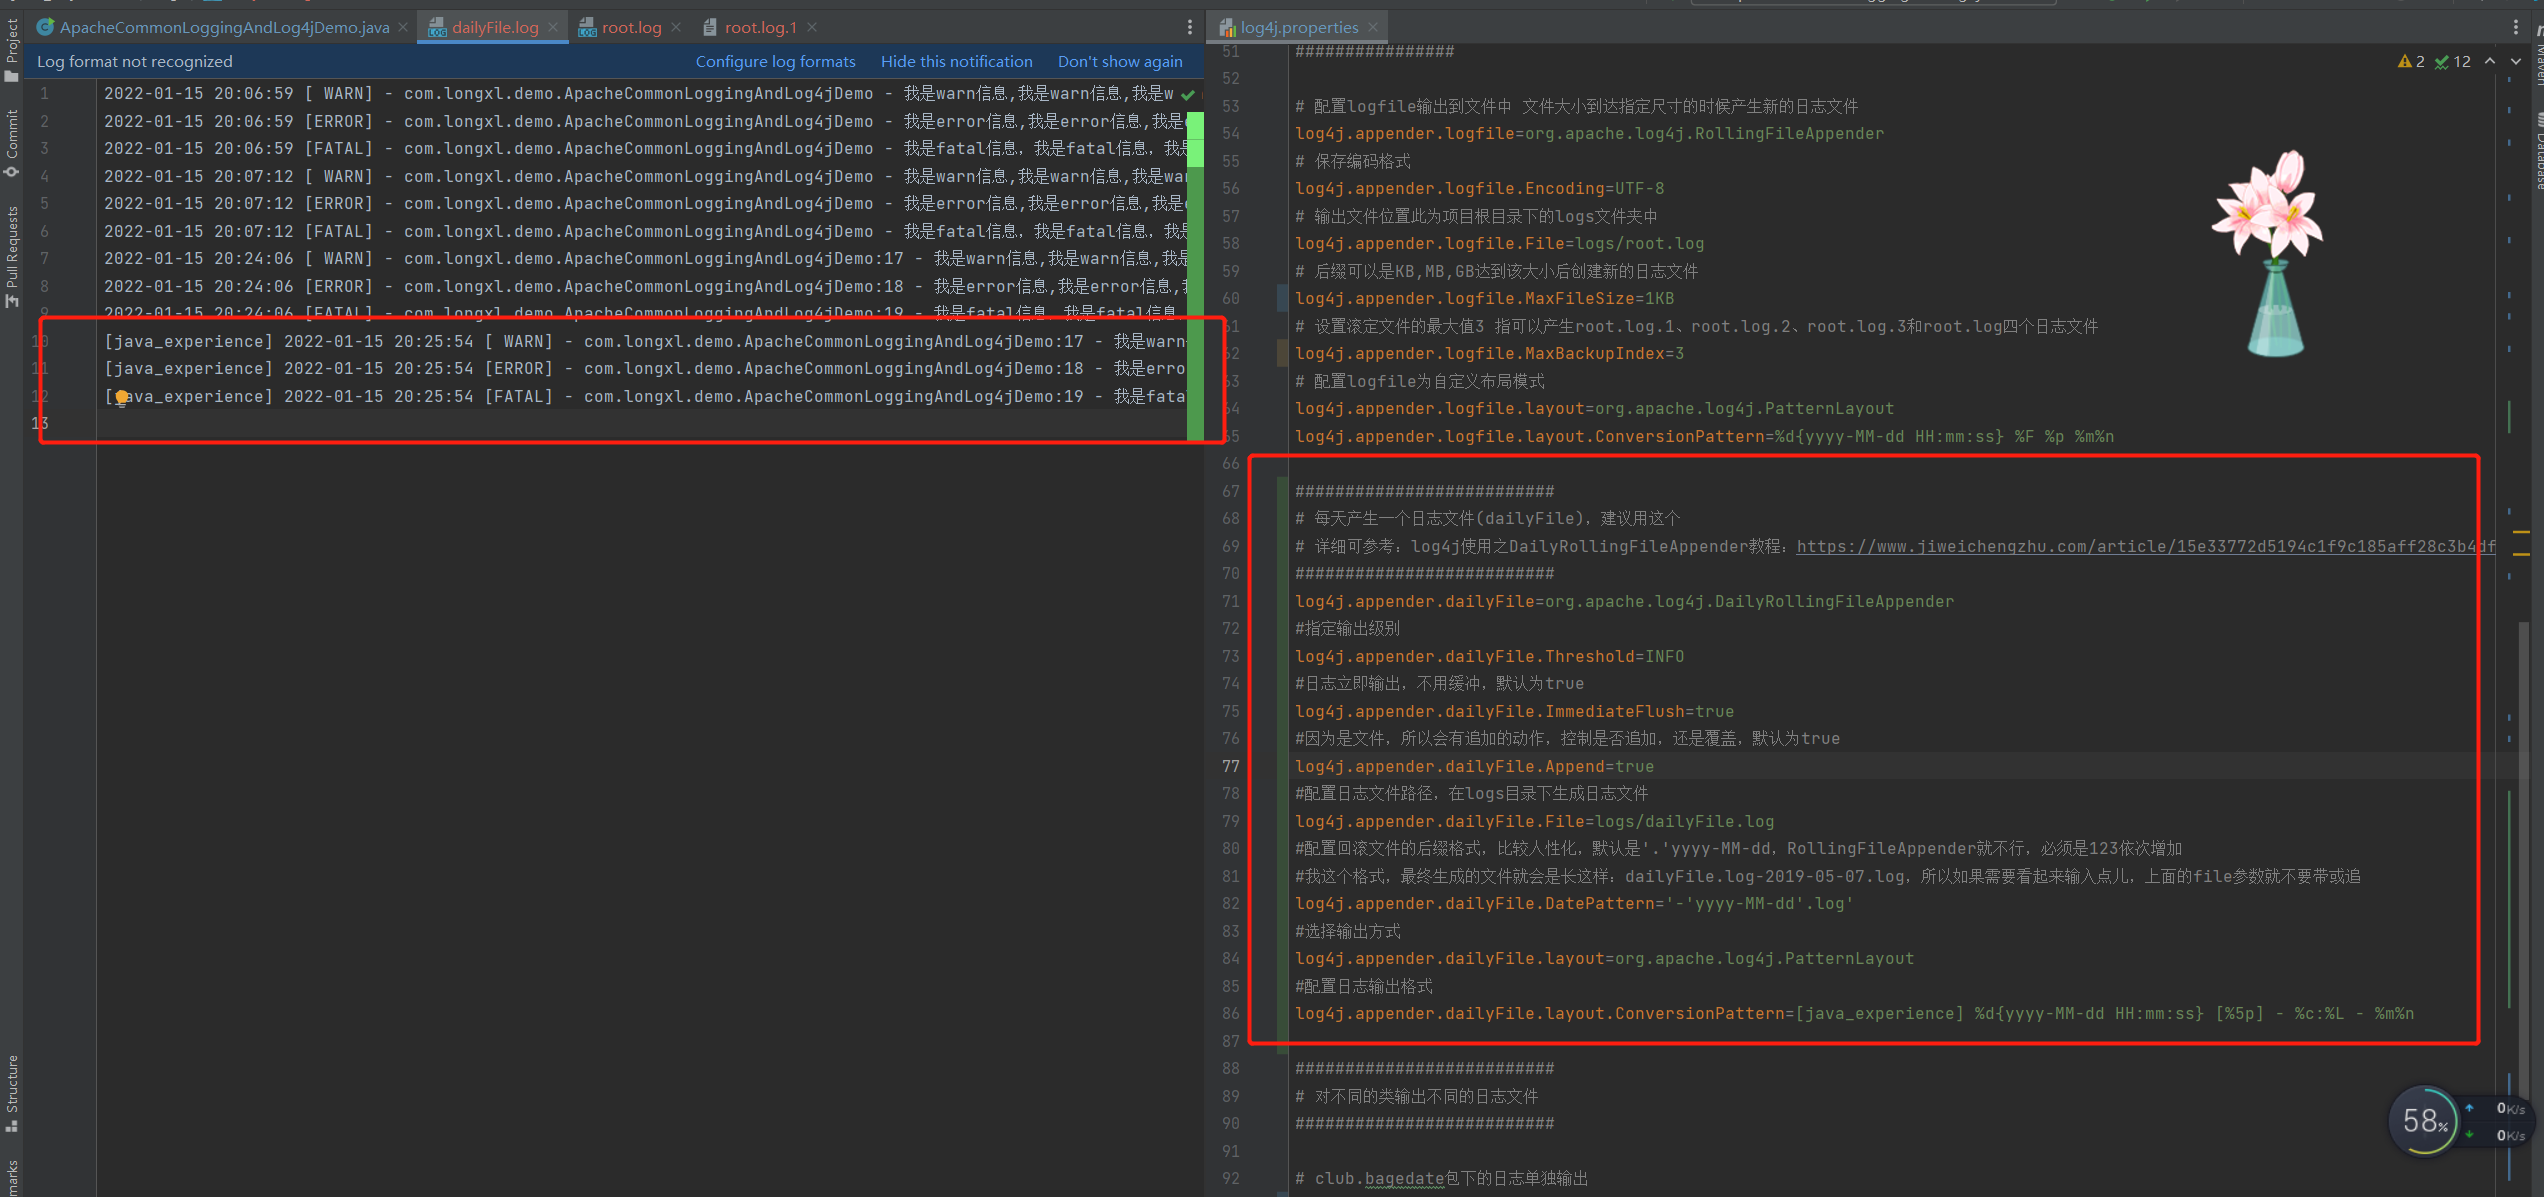 ApacheCommonLoggingAndLog4jDemo.java
dailyFile.log
root.log
root.log.1
log4j.properties
Project
Commit
Pull Requests
Structure
marks
Maven
Database
Log format not recognized
Configure log formats
Hide this notification
Don't show again
1 2022-01-15 20:06:59 [ WARN] - com.longxl.demo.ApacheCommonLoggingAndLog4jDemo - 我是warn信息,我是warn信息,我是w
2 2022-01-15 20:06:59 [ERROR] - com.longxl.demo.ApacheCommonLoggingAndLog4jDemo - 我是error信息,我是error信息,我是
3 2022-01-15 20:06:59 [FATAL] - com.longxl.demo.ApacheCommonLoggingAndLog4jDemo - 我是fatal信息，我是fatal信息，我是
4 2022-01-15 20:07:12 [ WARN] - com.longxl.demo.ApacheCommonLoggingAndLog4jDemo - 我是warn信息,我是warn信息,我是wa
5 2022-01-15 20:07:12 [ERROR] - com.longxl.demo.ApacheCommonLoggingAndLog4jDemo - 我是error信息,我是error信息,我是
6 2022-01-15 20:07:12 [FATAL] - com.longxl.demo.ApacheCommonLoggingAndLog4jDemo - 我是fatal信息，我是fatal信息，我是
7 2022-01-15 20:24:06 [ WARN] - com.longxl.demo.ApacheCommonLoggingAndLog4jDemo:17 - 我是warn信息,我是warn信息,我是
8 2022-01-15 20:24:06 [ERROR] - com.longxl.demo.ApacheCommonLoggingAndLog4jDemo:18 - 我是error信息,我是error信息,
9 2022-01-15 20:24:06 [FATAL] - com.longxl.demo.ApacheCommonLoggingAndLog4jDemo:19 - 我是fatal信息，我是fatal信息，
10 [java_experience] 2022-01-15 20:25:54 [ WARN] - com.longxl.demo.ApacheCommonLoggingAndLog4jDemo:17 - 我是warn
11 [java_experience] 2022-01-15 20:25:54 [ERROR] - com.longxl.demo.ApacheCommonLoggingAndLog4jDemo:18 - 我是erro
12 [java_experience] 2022-01-15 20:25:54 [FATAL] - com.longxl.demo.ApacheCommonLoggingAndLog4jDemo:19 - 我是fata
13
2 12
51 ################
52
53 # 配置logfile输出到文件中 文件大小到达指定尺寸的时候产生新的日志文件
54 log4j.appender.logfile=org.apache.log4j.RollingFileAppender
55 # 保存编码格式
56 log4j.appender.logfile.Encoding=UTF-8
57 # 输出文件位置此为项目根目录下的logs文件夹中
58 log4j.appender.logfile.File=logs/root.log
59 # 后缀可以是KB,MB,GB达到该大小后创建新的日志文件
60 log4j.appender.logfile.MaxFileSize=1KB
61 # 设置滚定文件的最大值3 指可以产生root.log.1、root.log.2、root.log.3和root.log四个日志文件
62 log4j.appender.logfile.MaxBackupIndex=3
63 # 配置logfile为自定义布局模式
64 log4j.appender.logfile.layout=org.apache.log4j.PatternLayout
65 log4j.appender.logfile.layout.ConversionPattern=%d{yyyy-MM-dd HH:mm:ss} %F %p %m%n
66
67 ##########################
68 # 每天产生一个日志文件(dailyFile)，建议用这个
69 # 详细可参考：log4j使用之DailyRollingFileAppender教程：https://www.jiweichengzhu.com/article/15e33772d5194c1f9c185aff28c3b4df
70 ##########################
71 log4j.appender.dailyFile=org.apache.log4j.DailyRollingFileAppender
72 #指定输出级别
73 log4j.appender.dailyFile.Threshold=INFO
74 #日志立即输出，不用缓冲，默认为true
75 log4j.appender.dailyFile.ImmediateFlush=true
76 #因为是文件，所以会有追加的动作，控制是否追加，还是覆盖，默认为true
77 log4j.appender.dailyFile.Append=true
78 #配置日志文件路径，在logs目录下生成日志文件
79 log4j.appender.dailyFile.File=logs/dailyFile.log
80 #配置回滚文件的后缀格式，比较人性化，默认是'.'yyyy-MM-dd，RollingFileAppender就不行，必须是123依次增加
81 #我这个格式，最终生成的文件就会是长这样：dailyFile.log-2019-05-07.log，所以如果需要看起来输入点儿，上面的file参数就不要带或追
82 log4j.appender.dailyFile.DatePattern='-'yyyy-MM-dd'.log'
83 #选择输出方式
84 log4j.appender.dailyFile.layout=org.apache.log4j.PatternLayout
85 #配置日志输出格式
86 log4j.appender.dailyFile.layout.ConversionPattern=[java_experience] %d{yyyy-MM-dd HH:mm:ss} [%5p] - %c:%L - %m%n
87
88 ##########################
89 # 对不同的类输出不同的日志文件
90 ##########################
91
92 # club.bagedate包下的日志单独输出
58%
0K/s
0K/s